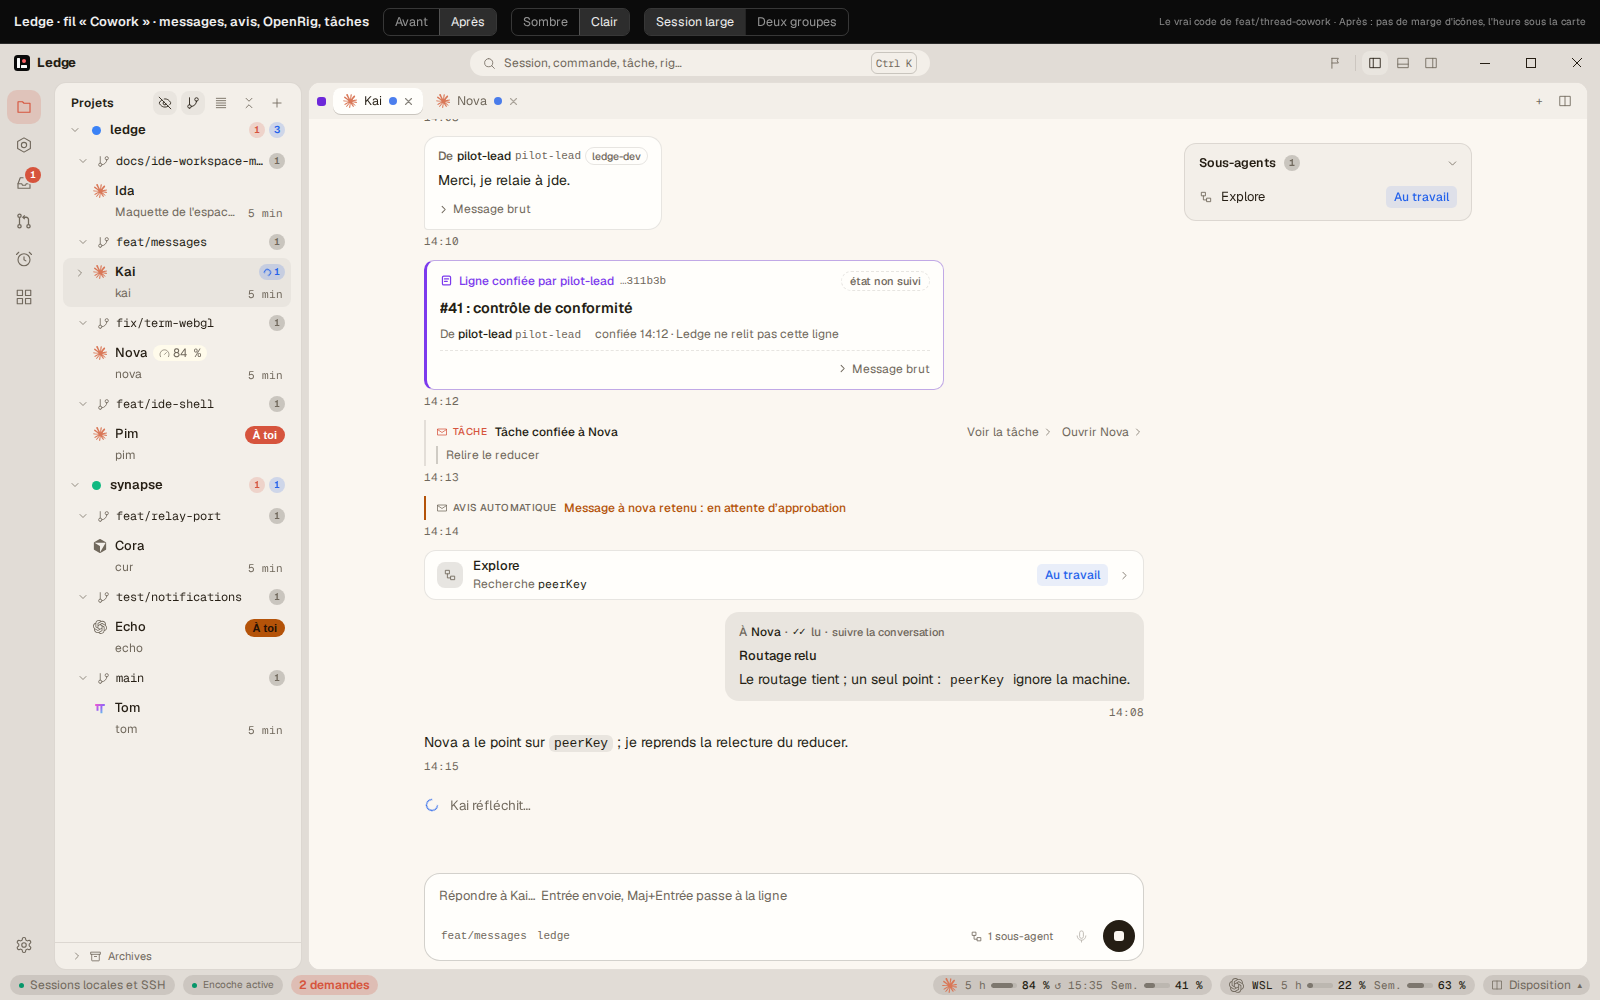 Ledge · fil « Cowork » · messages, avis, OpenRig, tâches
Avant Après
Sombre Clair
Session large Deux groupes
Le vrai code de feat/thread-cowork · Après : pas de marge d'icônes, l'heure sous la carte
Ledge
Session, commande, tâche, rig… Ctrl K
Projets
ledge 1 3
docs/ide-workspace-m… 1
Ida
Maquette de l'espac… 5 min
feat/messages 1
Kai 1
kai 5 min
fix/term-webgl 1
Nova 84 %
nova 5 min
feat/ide-shell 1
Pim À toi
pim
synapse 1 1
feat/relay-port 1
Cora
cur 5 min
test/notifications 1
Echo À toi
echo
main 1
Tom
tom 5 min
Archives
1
Kai
Nova
De pilot-lead pilot-lead ledge-dev
Merci, je relaie à jde.
Message brut
14:10
Ligne confiée par pilot-lead …311b3b état non suivi
#41 : contrôle de conformité
De pilot-lead pilot-lead confiée 14:12 · Ledge ne relit pas cette ligne
Message brut
14:12
TÂCHE Tâche confiée à Nova Voir la tâche Ouvrir Nova
Relire le reducer
14:13
AVIS AUTOMATIQUE Message à nova retenu : en attente d'approbation
14:14
Explore
Recherche peerKey
Au travail
À Nova · ✓✓ lu · suivre la conversation
Routage relu
Le routage tient ; un seul point : peerKey ignore la machine.
14:08
Nova a le point sur peerKey ; je reprends la relecture du reducer.
14:15
Kai réfléchit…
Répondre à Kai… Entrée envoie, Maj+Entrée passe à la ligne
feat/messages ledge 1 sous-agent
Sous-agents 1
Explore Au travail
Sessions locales et SSH Encoche active 2 demandes
5 h 84 % ↺ 15:35 Sem. 41 % WSL 5 h 22 % Sem. 63 % Disposition